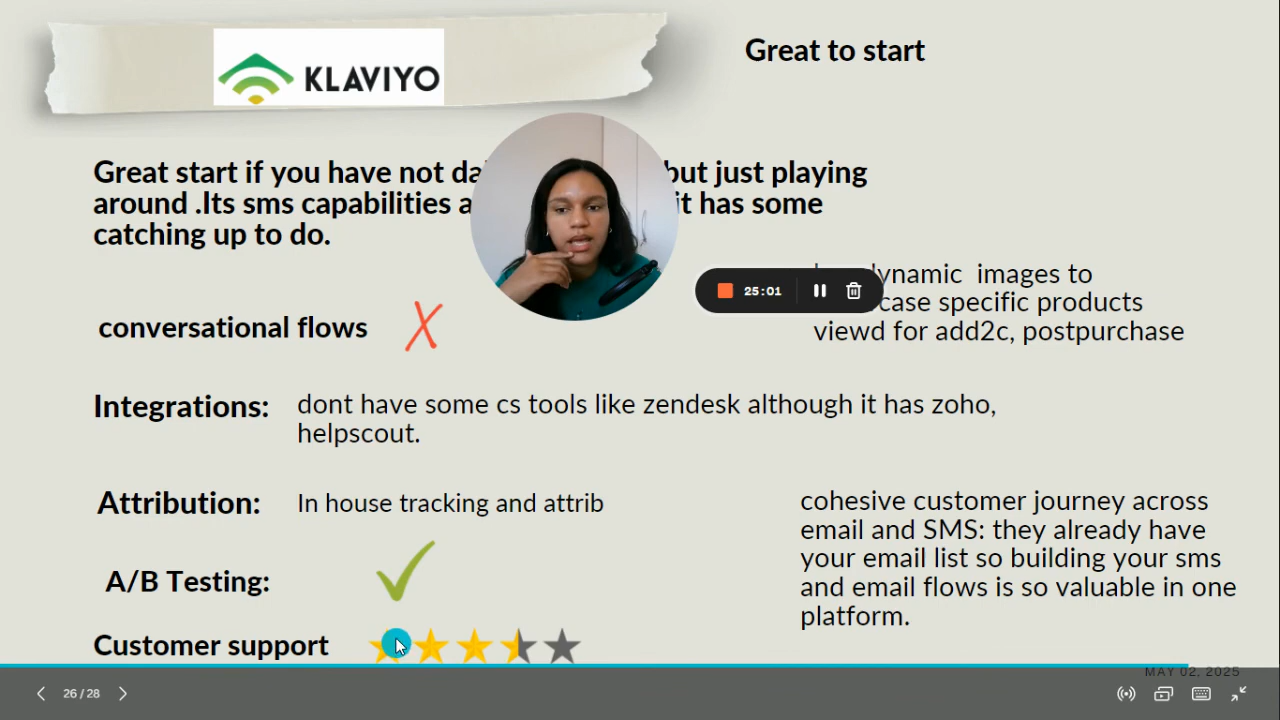 KLAVIYO
Great to start
Great start if you have not but just playing
around .Its sms capabilities it has some
catching up to do.
images to
specific products
viewd for add2c, postpurchase
25:01
conversational flows
Integrations: dont have some cs tools like zendesk although it has zoho,
helpscout.
Attribution: In house tracking and attrib
cohesive customer journey across
email and SMS: they already have
your email list so building your sms
and email flows is so valuable in one
platform.
A/B Testing:
Customer support
MAY 02, 2025
26 / 28